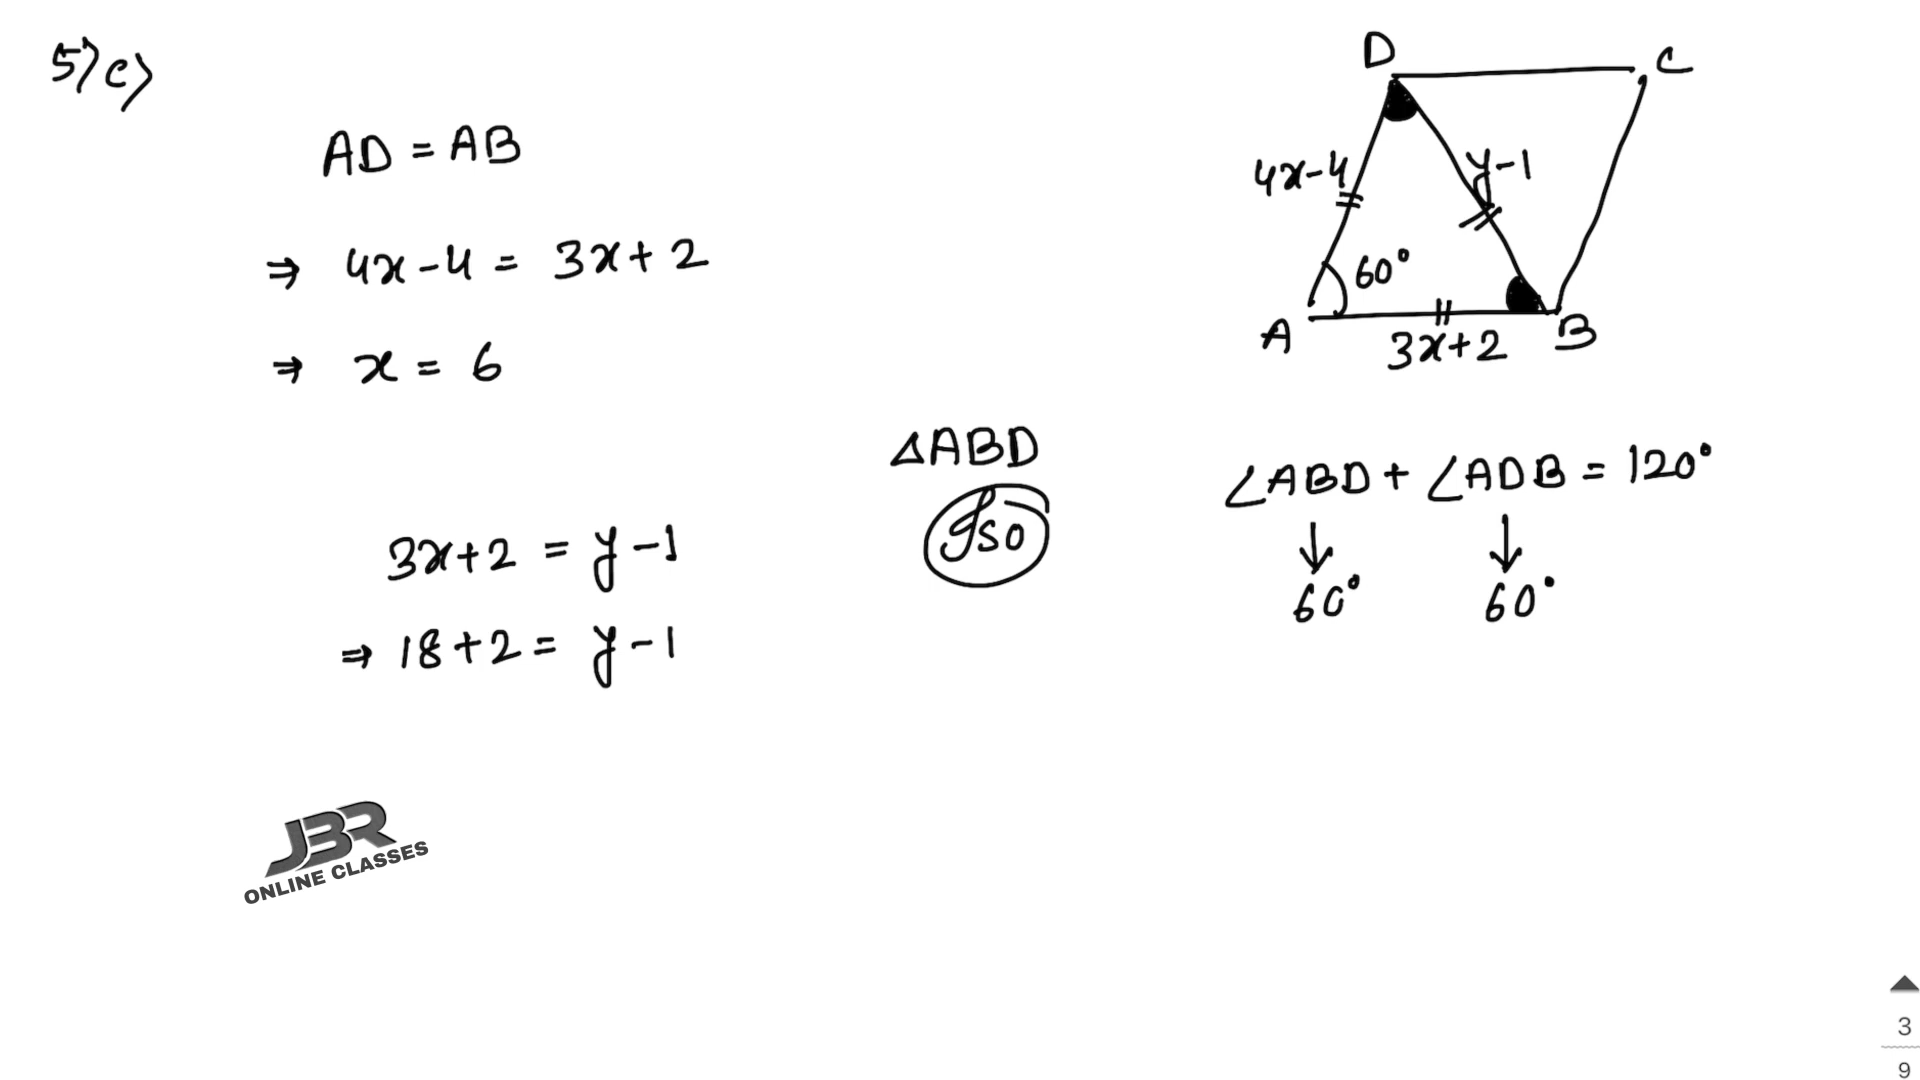 5) c)
AD = AB
⇒ 4x - 4 = 3x + 2
⇒ x = 6
3x + 2 = y - 1
⇒ 18 + 2 = y - 1
△ABD
Iso
D
C
4x - 4
y - 1
60°
A
3x + 2
B
∠ABD + ∠ADB = 120°
↓ ↓
60° 60°
JBR
ONLINE CLASSES
3
9